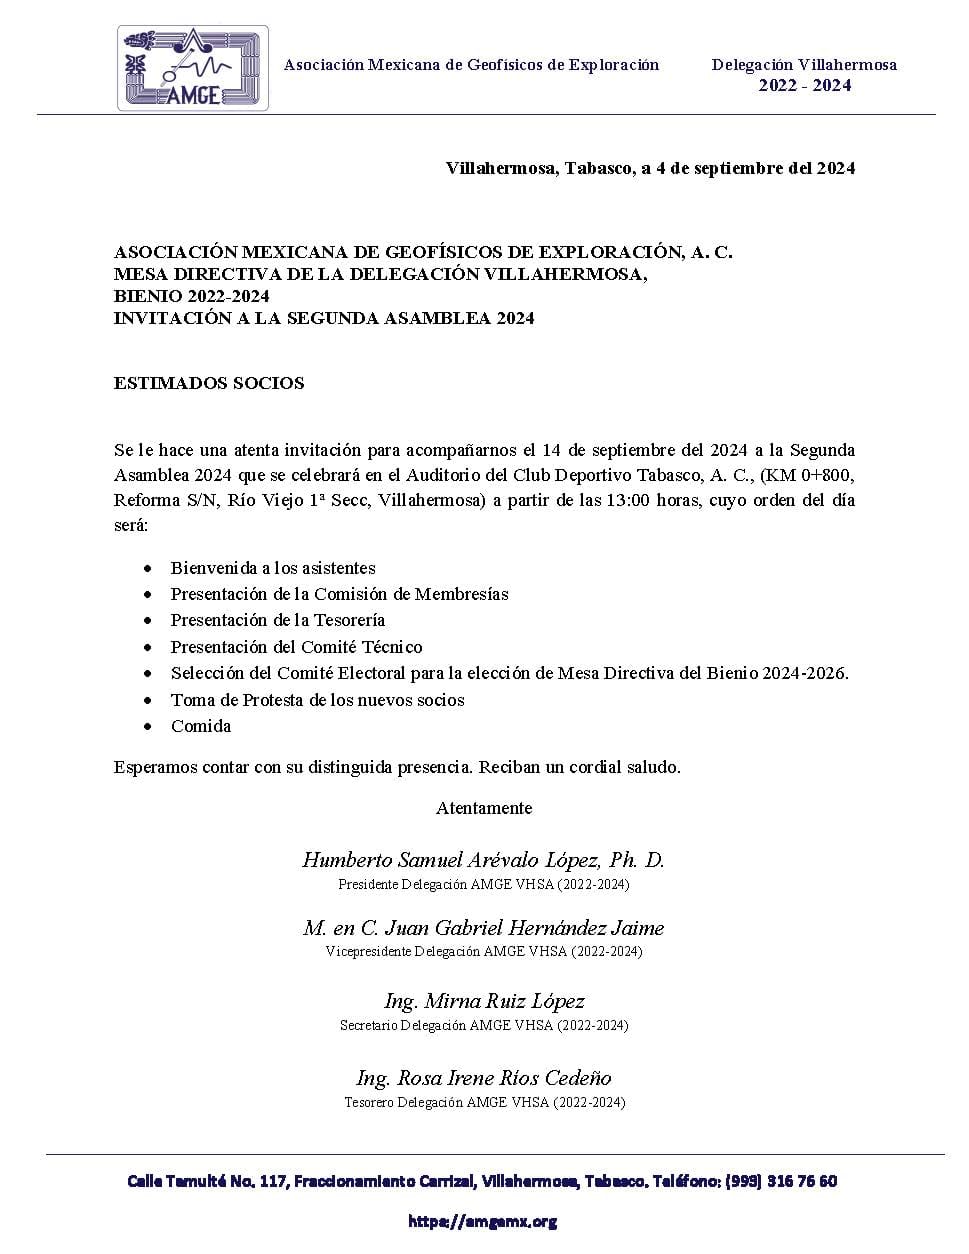 AMGE
Asociación Mexicana de Geofísicos de Exploración
Delegación Villahermosa
2022 - 2024
Villahermosa, Tabasco, a 4 de septiembre del 2024
ASOCIACIÓN MEXICANA DE GEOFÍSICOS DE EXPLORACIÓN, A. C.
MESA DIRECTIVA DE LA DELEGACIÓN VILLAHERMOSA,
BIENIO 2022-2024
INVITACIÓN A LA SEGUNDA ASAMBLEA 2024
ESTIMADOS SOCIOS
Se le hace una atenta invitación para acompañarnos el 14 de septiembre del 2024 a la Segunda
Asamblea 2024 que se celebrará en el Auditorio del Club Deportivo Tabasco, A. C., (KM 0+800,
Reforma S/N, Río Viejo 1ª Secc, Villahermosa) a partir de las 13:00 horas, cuyo orden del día
será:
• Bienvenida a los asistentes
• Presentación de la Comisión de Membresías
• Presentación de la Tesorería
• Presentación del Comité Técnico
• Selección del Comité Electoral para la elección de Mesa Directiva del Bienio 2024-2026.
• Toma de Protesta de los nuevos socios
• Comida
Esperamos contar con su distinguida presencia. Reciban un cordial saludo.
Atentamente
Humberto Samuel Arévalo López, Ph. D.
Presidente Delegación AMGE VHSA (2022-2024)
M. en C. Juan Gabriel Hernández Jaime
Vicepresidente Delegación AMGE VHSA (2022-2024)
Ing. Mirna Ruiz López
Secretario Delegación AMGE VHSA (2022-2024)
Ing. Rosa Irene Ríos Cedeño
Tesorero Delegación AMGE VHSA (2022-2024)
Calle Tamulté No. 117, Fraccionamiento Carrizal, Villahermosa, Tabasco. Teléfono: (993) 316 76 60
https://amgemx.org